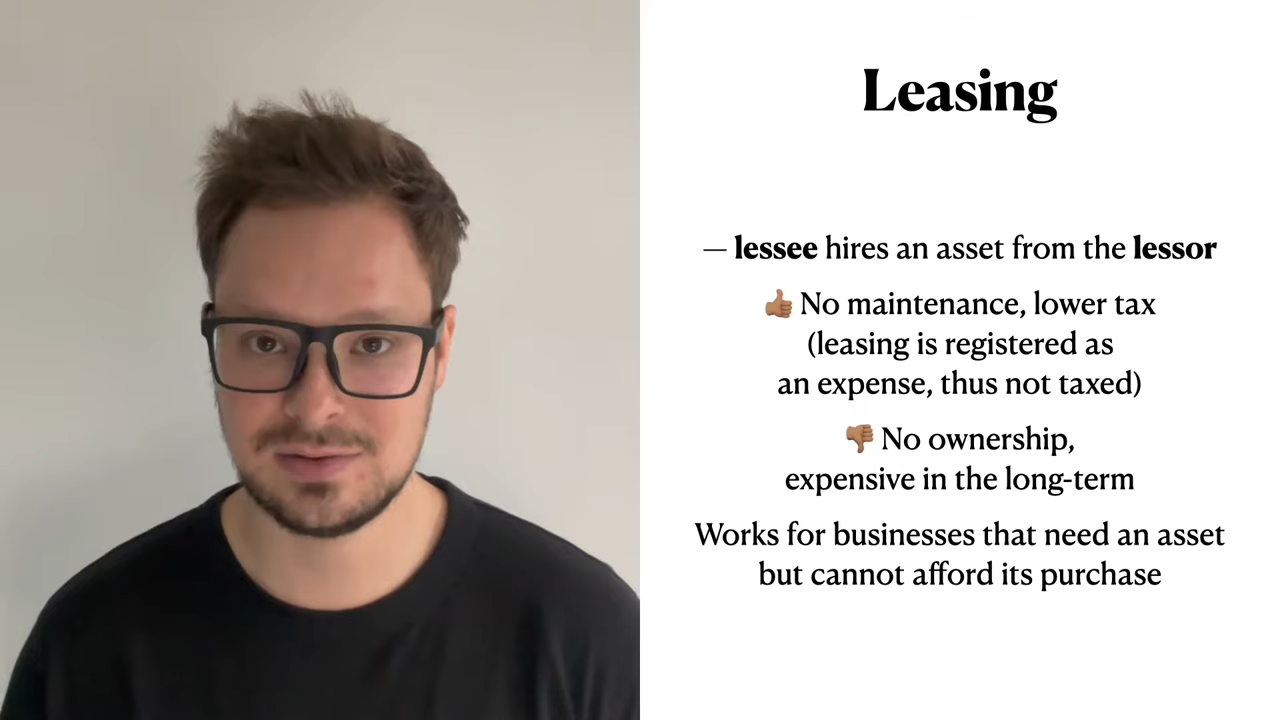 Leasing
— lessee hires an asset from the lessor
👍🏽 No maintenance, lower tax
(leasing is registered as
an expense, thus not taxed)
👎🏽 No ownership,
expensive in the long-term
Works for businesses that need an asset
but cannot afford its purchase